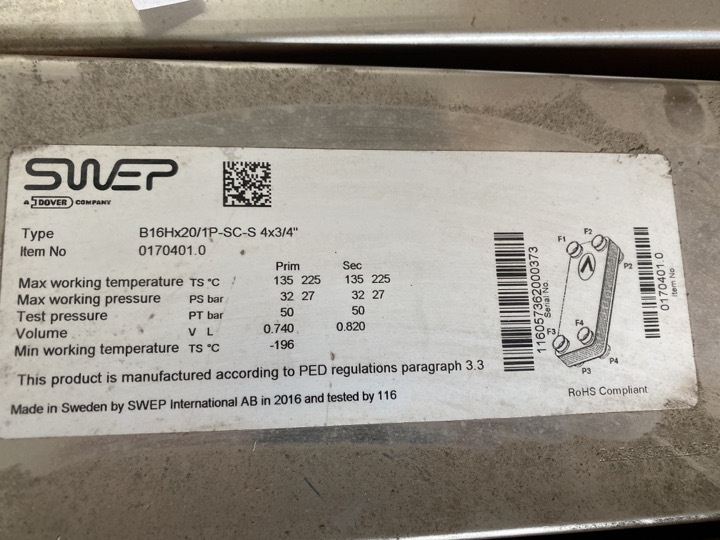 SWEP
A DOVER COMPANY
Type B16Hx20/1P-SC-S 4x3/4"
Item No 0170401.0
Prim Sec
Max working temperature TS °C 135 225 135 225
Max working pressure PS bar 32 27 32 27
Test pressure PT bar 50 50
Volume V L 0.740 0.820
Min working temperature TS °C -196
This product is manufactured according to PED regulations paragraph 3.3
Made in Sweden by SWEP International AB in 2016 and tested by 116
116057362000373
Serial No.
F1 F2
P2
F3 F4
P3 P4
0170401.0
Item No.
RoHS Compliant